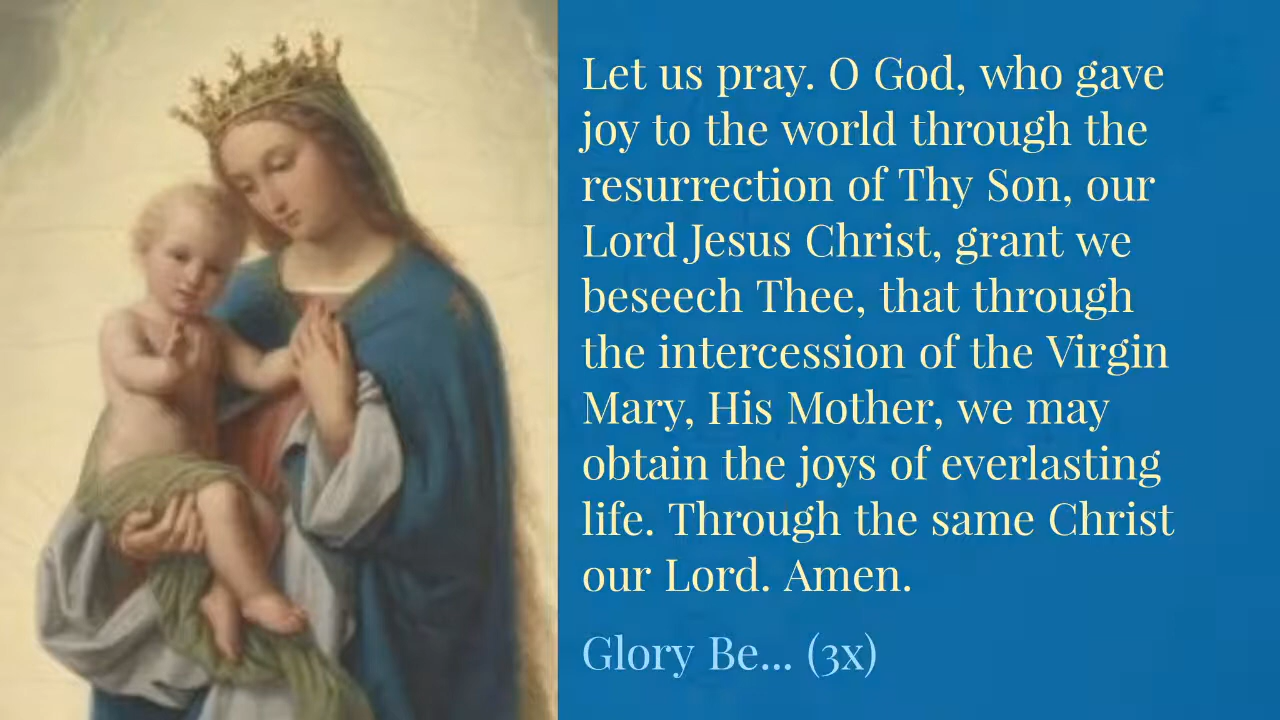 Let us pray. O God, who gave
joy to the world through the
resurrection of Thy Son, our
Lord Jesus Christ, grant we
beseech Thee, that through
the intercession of the Virgin
Mary, His Mother, we may
obtain the joys of everlasting
life. Through the same Christ
our Lord. Amen.
Glory Be... (3x)